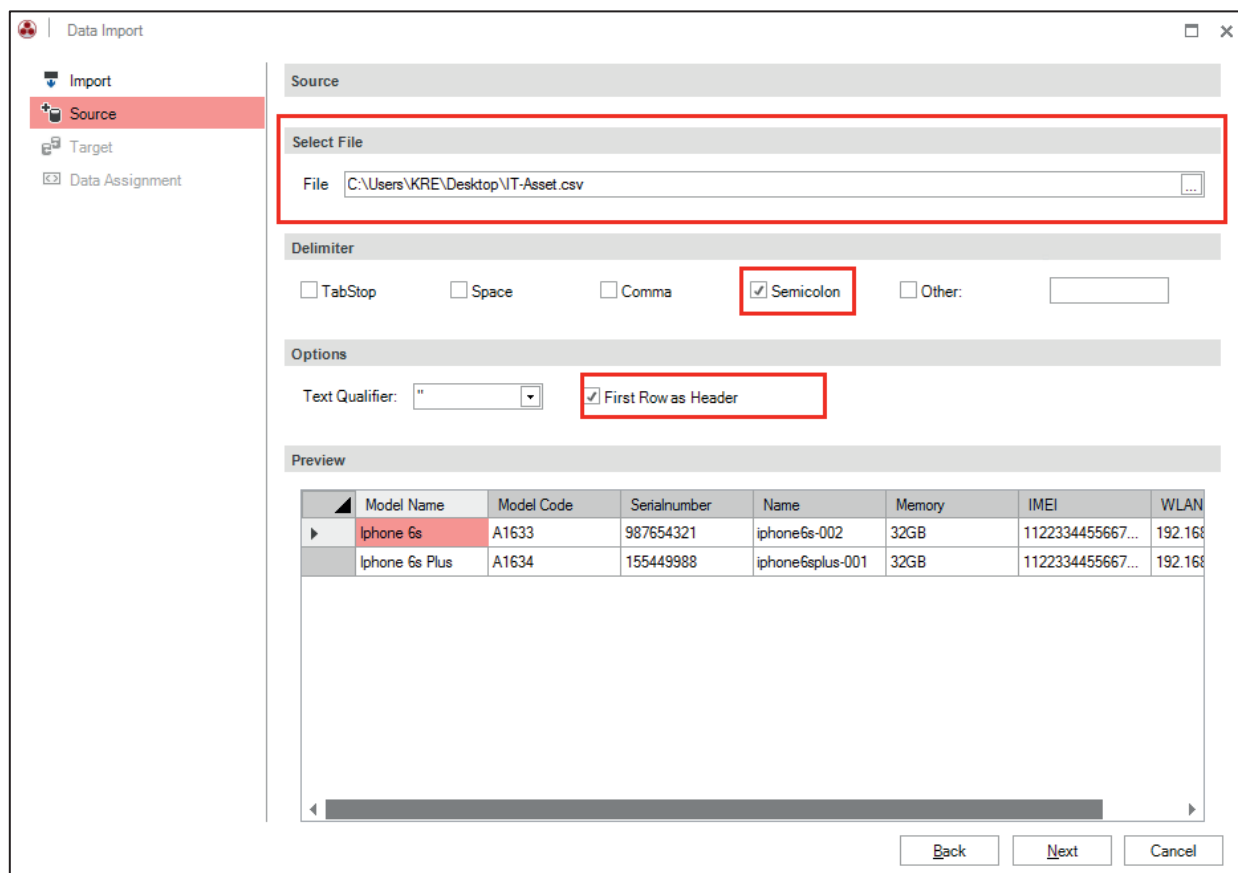 Data Import
Import
Source
Target
Data Assignment
Source
Select File
File C:\Users\KRE\Desktop\IT-Asset.csv ...
Delimiter
TabStop Space Comma Semicolon Other:
Options
Text Qualifier: " First Row as Header
Preview
Model Name Model Code Serialnumber Name Memory IMEI WLAN
Iphone 6s A1633 987654321 iphone6s-002 32GB 1122334455667... 192.168
Iphone 6s Plus A1634 155449988 iphone6splus-001 32GB 1122334455667... 192.168
Back Next Cancel